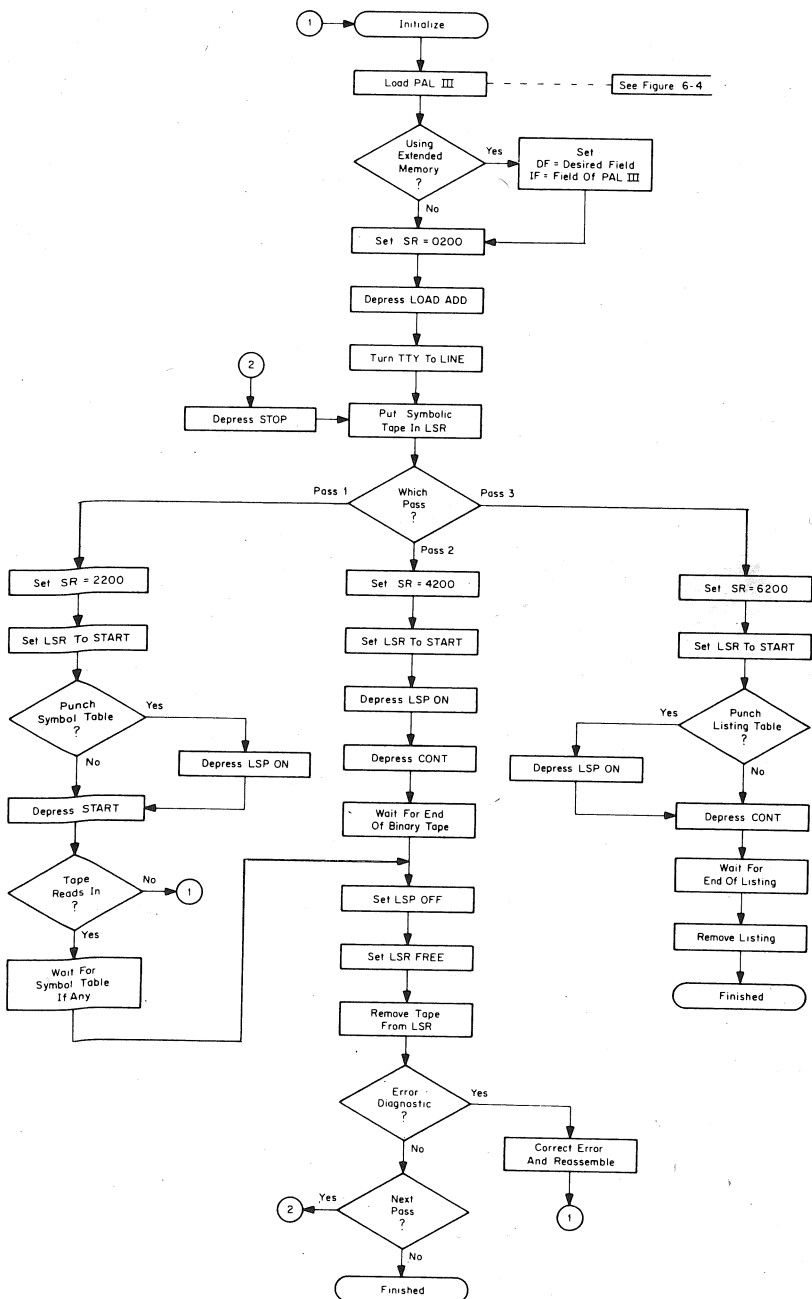 1
Initialize
Load PAL III
See Figure 6-4
Using
Extended
Memory
?
Yes
Set
DF = Desired Field
IF = Field Of PAL III
No
Set SR = 0200
Depress LOAD ADD
Turn TTY To LINE
2
Depress STOP
Put Symbolic
Tape In LSR
Which
Pass
?
Pass 1
Pass 3
Pass 2
Set SR = 2200
Set LSR To START
Punch
Symbol Table
?
Yes
No
Depress LSP ON
Depress START
Tape
Reads In
?
No
1
Yes
Wait For
Symbol Table
If Any
Set SR = 4200
Set LSR To START
Depress LSP ON
Depress CONT
Wait For End
Of Binary Tape
Set LSP OFF
Set LSR FREE
Remove Tape
From LSR
Error
Diagnostic
?
Yes
Correct Error
And Reassemble
1
No
Next
Pass
?
Yes
2
No
Finished
Set SR = 6200
Set LSR To START
Punch
Listing Table
?
Yes
Depress LSP ON
No
Depress CONT
Wait For
End Of Listing
Remove Listing
Finished